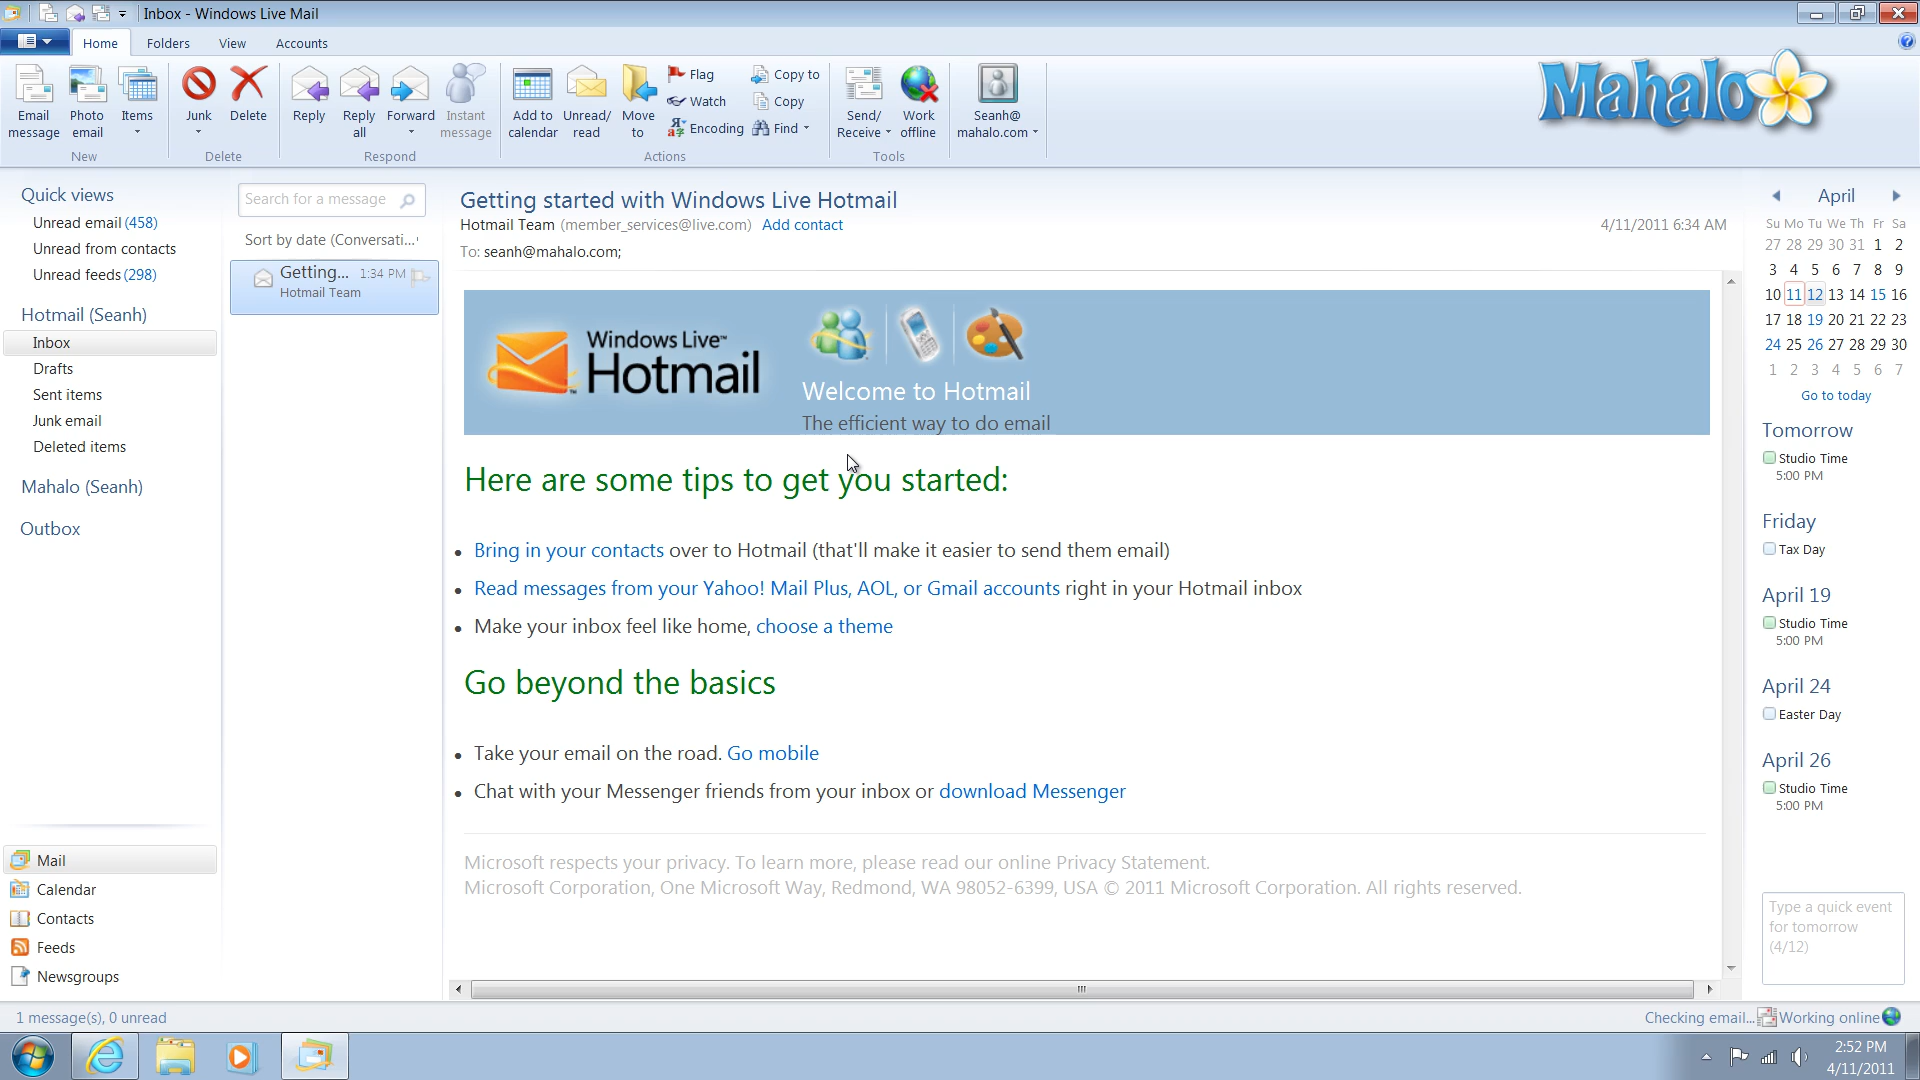 Inbox - Windows Live Mail
Home Folders View Accounts
Email message
Photo email
Items
New
Junk
Delete
Delete
Reply
Reply all
Forward
Instant message
Respond
Add to calendar
Unread/ read
Move to
Flag
Watch
Encoding
Copy to
Copy
Find
Actions
Send/ Receive
Work offline
Tools
Seanh@ mahalo.com
Mahalo
Quick views
Unread email (458)
Unread from contacts
Unread feeds (298)
Hotmail (Seanh)
Inbox
Drafts
Sent items
Junk email
Deleted items
Mahalo (Seanh)
Outbox
Mail
Calendar
Contacts
Feeds
Newsgroups
Search for a message
Sort by date (Conversati...
Getting... 1:34 PM
Hotmail Team
Getting started with Windows Live Hotmail
Hotmail Team (member_services@live.com) Add contact
4/11/2011 6:34 AM
To: seanh@mahalo.com;
Windows Live™
Hotmail
Welcome to Hotmail
The efficient way to do email
Here are some tips to get you started:
• Bring in your contacts over to Hotmail (that'll make it easier to send them email)
• Read messages from your Yahoo! Mail Plus, AOL, or Gmail accounts right in your Hotmail inbox
• Make your inbox feel like home, choose a theme
Go beyond the basics
• Take your email on the road. Go mobile
• Chat with your Messenger friends from your inbox or download Messenger
Microsoft respects your privacy. To learn more, please read our online Privacy Statement.
Microsoft Corporation, One Microsoft Way, Redmond, WA 98052-6399, USA © 2011 Microsoft Corporation. All rights reserved.
April
Su Mo Tu We Th Fr Sa
27 28 29 30 31 1 2
3 4 5 6 7 8 9
10 11 12 13 14 15 16
17 18 19 20 21 22 23
24 25 26 27 28 29 30
1 2 3 4 5 6 7
Go to today
Tomorrow
Studio Time
5:00 PM
Friday
Tax Day
April 19
Studio Time
5:00 PM
April 24
Easter Day
April 26
Studio Time
5:00 PM
Type a quick event
for tomorrow
(4/12)
1 message(s), 0 unread
Checking email... Working online
2:52 PM
4/11/2011